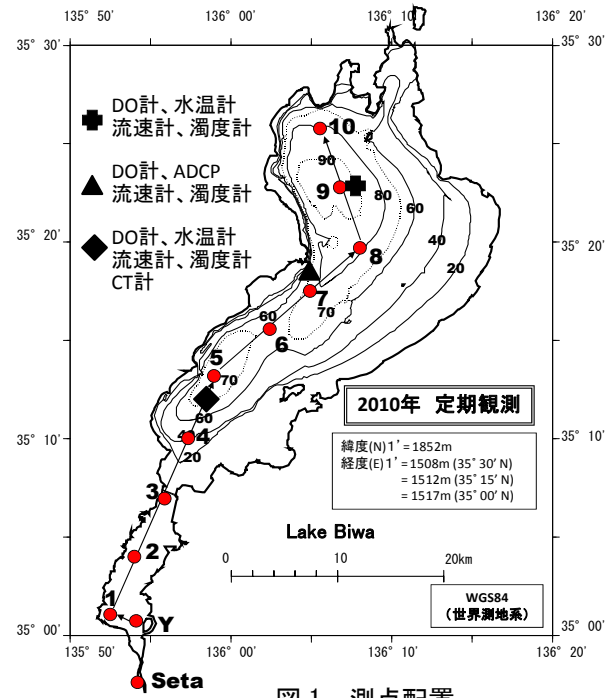 135° 50' 136° 00' 136° 10' 136° 20'
35° 30' 35° 30'
DO計、水温計
流速計、濁度計
DO計、ADCP
流速計、濁度計
DO計、水温計
流速計、濁度計
CT計
10
90
9
80
60
40
20
8
35° 20' 35° 20'
7
70
60
6
5
70
60
4
20
2010年 定期観測
緯度(N)1'=1852m
経度(E)1'=1508m (35°30'N)
=1512m (35°15'N)
=1517m (35°00'N)
35° 10' 35° 10'
3
Lake Biwa
0 10 20km
2
1
Y
WGS84
(世界測地系)
35° 00' 35° 00'
135° 50' 136° 00' 136° 10' 136° 20'
Seta
図1 測点配置